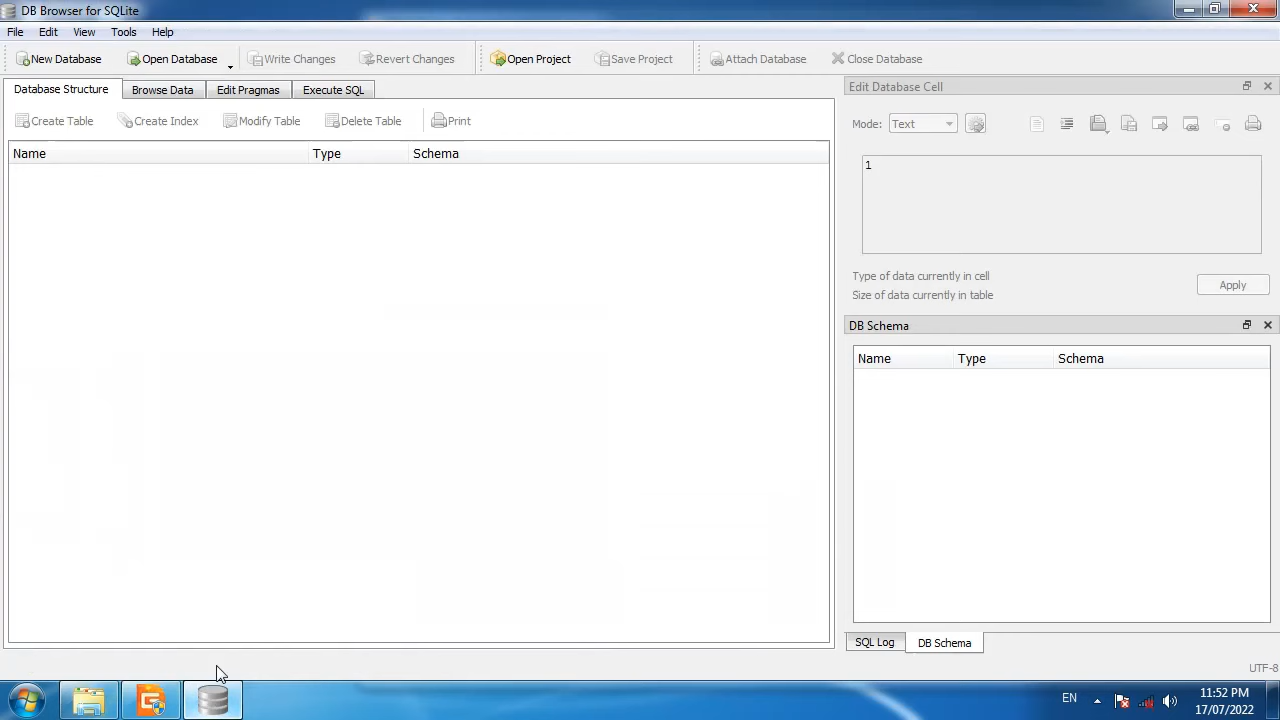 DB Browser for SQLite
File Edit View Tools Help
New Database Open Database Write Changes Revert Changes Open Project Save Project Attach Database Close Database
Database Structure Browse Data Edit Pragmas Execute SQL
Create Table Create Index Modify Table Delete Table Print
Name Type Schema
Edit Database Cell
Mode: Text
1
Type of data currently in cell
Size of data currently in table
Apply
DB Schema
Name Type Schema
SQL Log DB Schema
UTF-8
EN
11:52 PM
17/07/2022